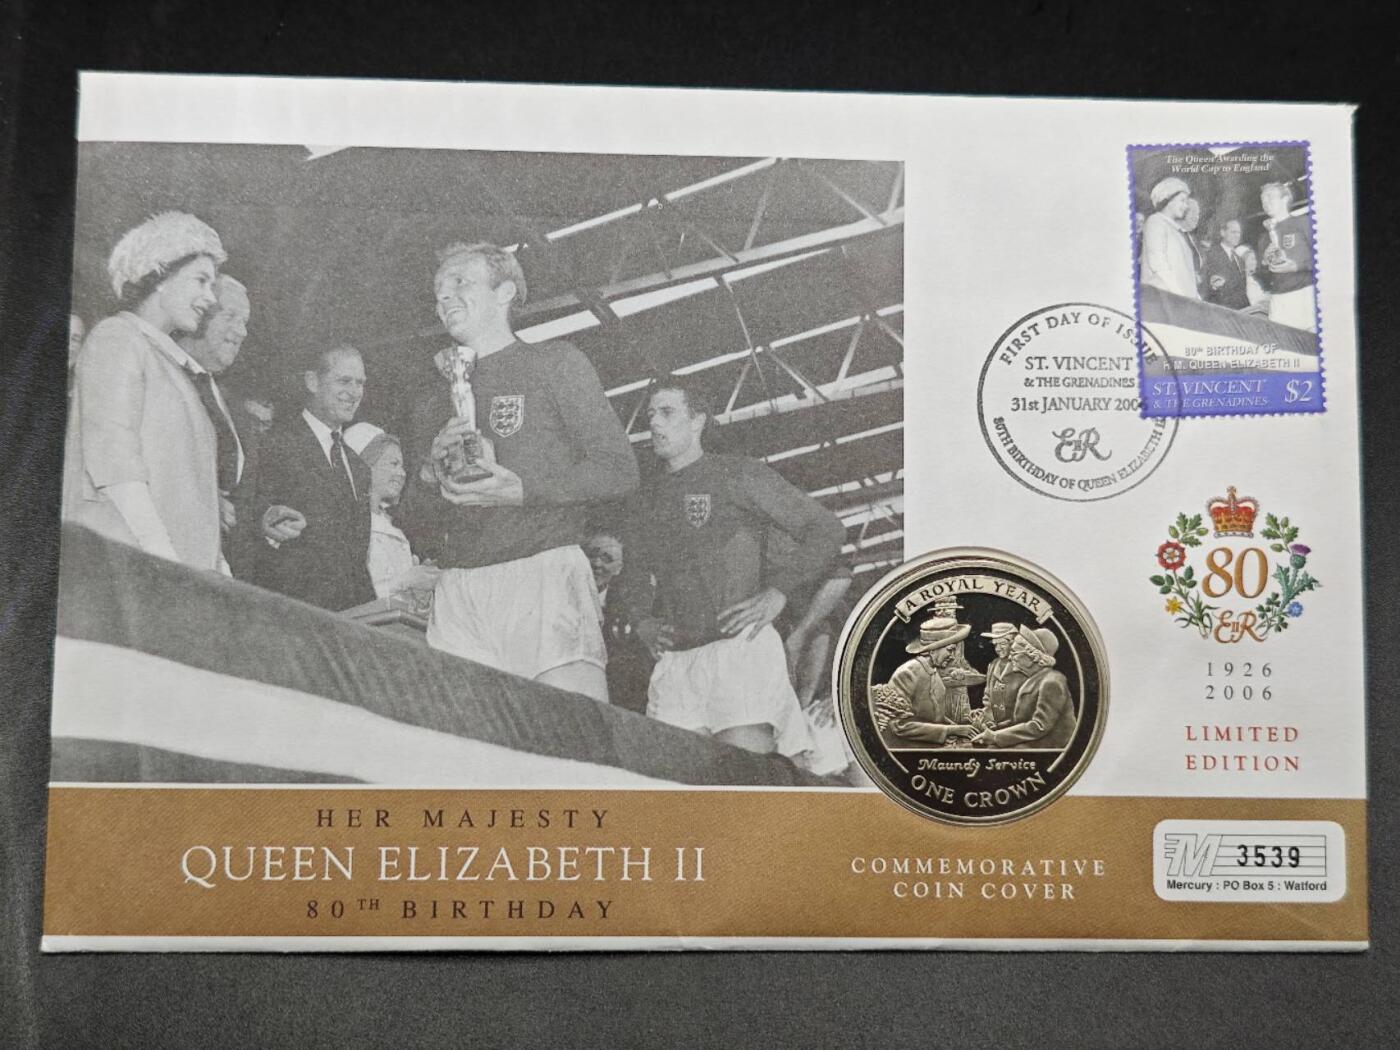 The Queen Awarding the
World Cup to England
80th BIRTHDAY OF
H.M. QUEEN ELIZABETH II
ST. VINCENT
& THE GRENADINES
$2
FIRST DAY OF ISSUE
ST. VINCENT
& THE GRENADINES
31st JANUARY 2006
EIIR
80TH BIRTHDAY OF QUEEN ELIZABETH II
80
EIIR
1926
2006
LIMITED
EDITION
A ROYAL YEAR
Maundy Service
ONE CROWN
HER MAJESTY
QUEEN ELIZABETH II
80TH BIRTHDAY
COMMEMORATIVE
COIN COVER
M 3539
Mercury : PO Box 5 : Watford